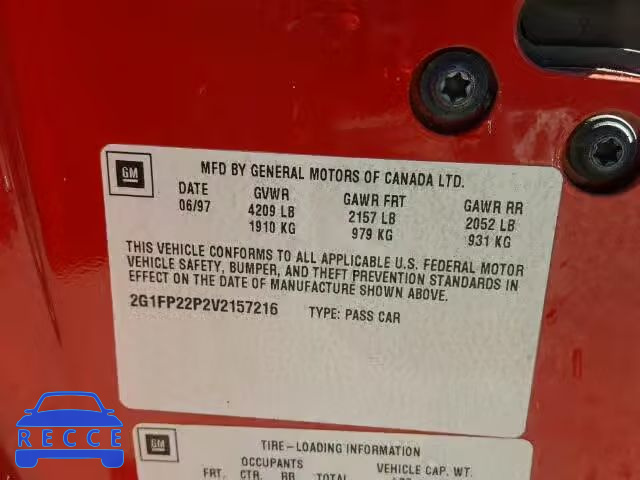 GM
MFD BY GENERAL MOTORS OF CANADA LTD.
DATE GVWR GAWR FRT GAWR RR
06/97 4209 LB 2157 LB 2052 LB
1910 KG 979 KG 931 KG
THIS VEHICLE CONFORMS TO ALL APPLICABLE U.S. FEDERAL MOTOR
VEHICLE SAFETY, BUMPER, AND THEFT PREVENTION STANDARDS IN
EFFECT ON THE DATE OF MANUFACTURE SHOWN ABOVE.
2G1FP22P2V2157216 TYPE: PASS CAR
GM
TIRE-LOADING INFORMATION
OCCUPANTS VEHICLE CAP. WT.
FRT. CTR. RR TOTAL
RECCE